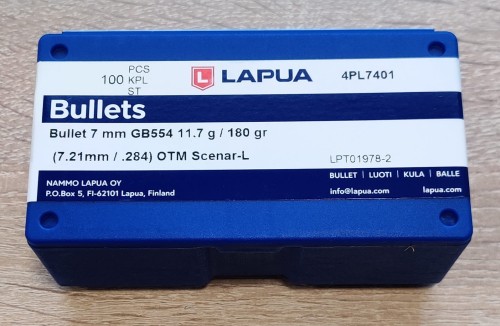 100 PCS KPL ST
L LAPUA
4PL7401
Bullets
Bullet 7 mm GB554 11.7 g / 180 gr
(7.21mm / .284) OTM Scenar-L
LPT01978-2
BULLET | LUOTI | KULA | BALLE
NAMMO LAPUA OY
P.O.Box 5, FI-62101 Lapua, Finland
info@lapua.com
lapua.com